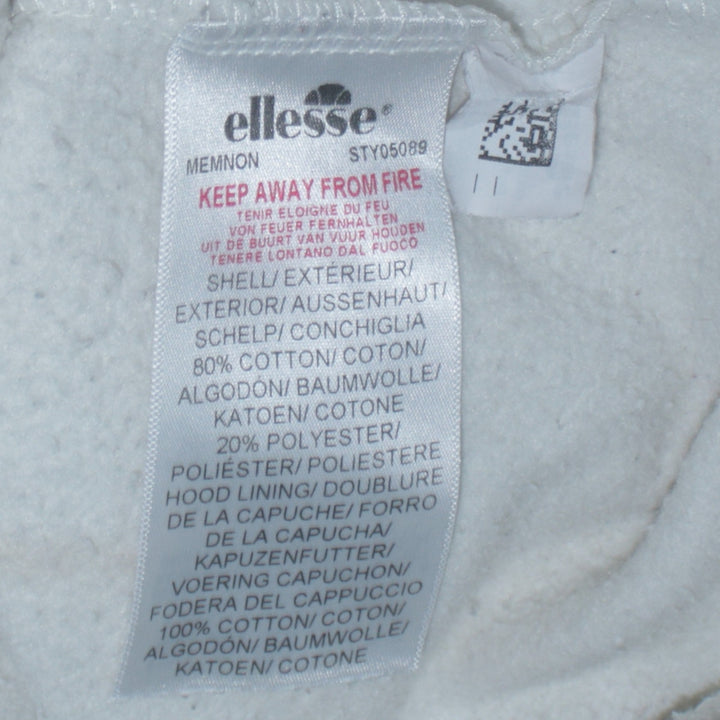 ellesse®
MEMNON STY05089
KEEP AWAY FROM FIRE
TENIR ELOIGNE DU FEU
VON FEUER FERNHALTEN
UIT DE BUURT VAN VUUR HOUDEN
TENERE LONTANO DAL FUOCO
SHELL/ EXTÉRIEUR/
EXTERIOR/ AUSSENHAUT/
SCHELP/ CONCHIGLIA
80% COTTON/ COTON/
ALGODÓN/ BAUMWOLLE/
KATOEN/ COTONE
20% POLYESTER/
POLIÉSTER/ POLIESTERE
HOOD LINING/ DOUBLURE
DE LA CAPUCHE/ FORRO
DE LA CAPUCHA/
KAPUZENFUTTER/
VOERING CAPUCHON/
FODERA DEL CAPPUCCIO
100% COTTON/ COTON/
ALGODÓN/ BAUMWOLLE/
KATOEN/ COTONE